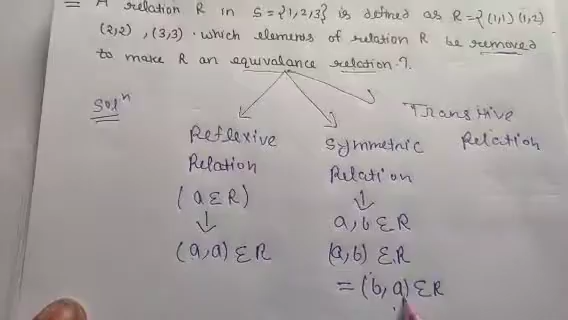 = A relation R in S = {1,2,3} is defined as R = { (1,1) (1,2)
(2,2) , (3,3) . which elements of relation R be removed
to make R an equivalance relation ?
Solⁿ
Reflexive
Relation
(a Ɛ R)
(a,a) Ɛ R
Symmetric
Relation
a, b Ɛ R
(a,b) Ɛ R
= (b, a) Ɛ R
Transitive
Relation